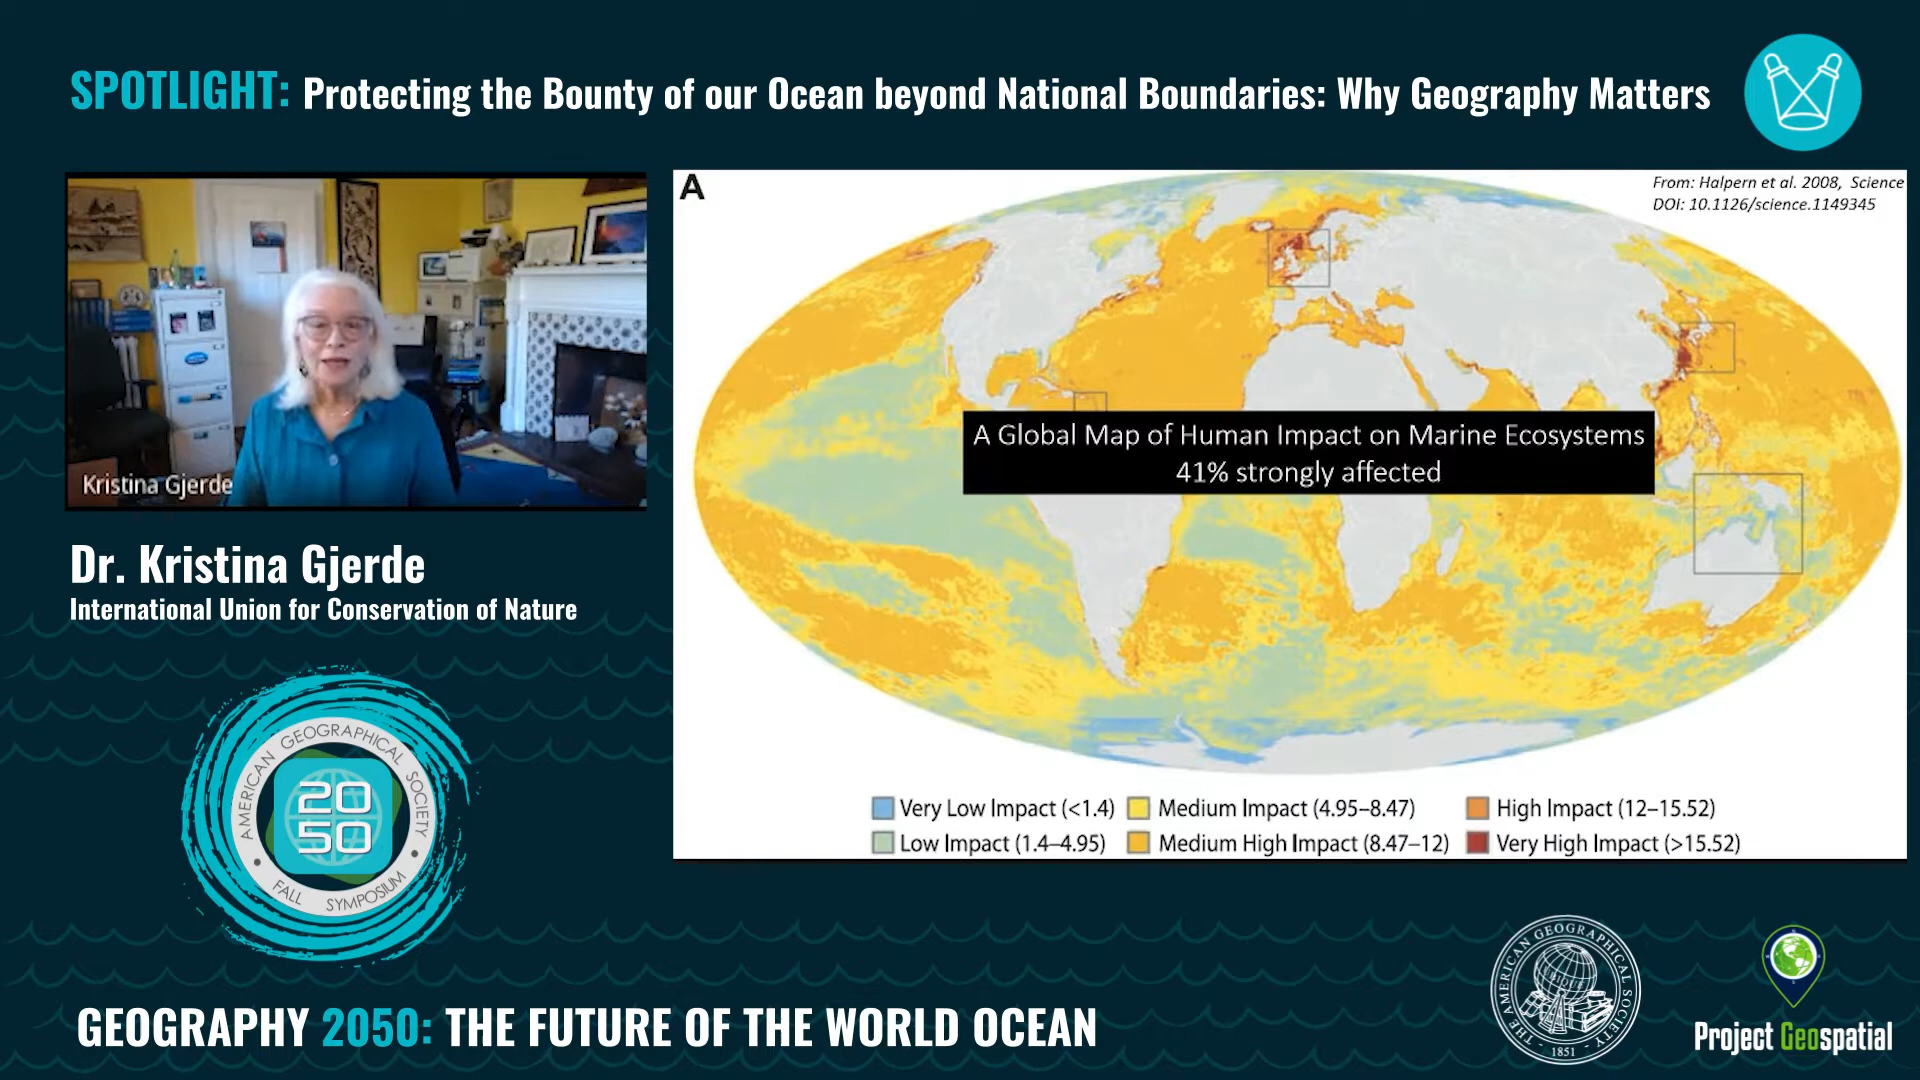 SPOTLIGHT: Protecting the Bounty of our Ocean beyond National Boundaries: Why Geography Matters
Kristina Gjerde
Dr. Kristina Gjerde
International Union for Conservation of Nature
A
From: Halpern et al. 2008, Science
DOI: 10.1126/science.1149345
A Global Map of Human Impact on Marine Ecosystems
41% strongly affected
Very Low Impact (<1.4)
Medium Impact (4.95–8.47)
High Impact (12–15.52)
Low Impact (1.4–4.95)
Medium High Impact (8.47–12)
Very High Impact (>15.52)
AMERICAN GEOGRAPHICAL SOCIETY
20
50
FALL SYMPOSIUM
GEOGRAPHY 2050: THE FUTURE OF THE WORLD OCEAN
THE AMERICAN GEOGRAPHICAL SOCIETY
UBIQUE
1851
Project Geospatial